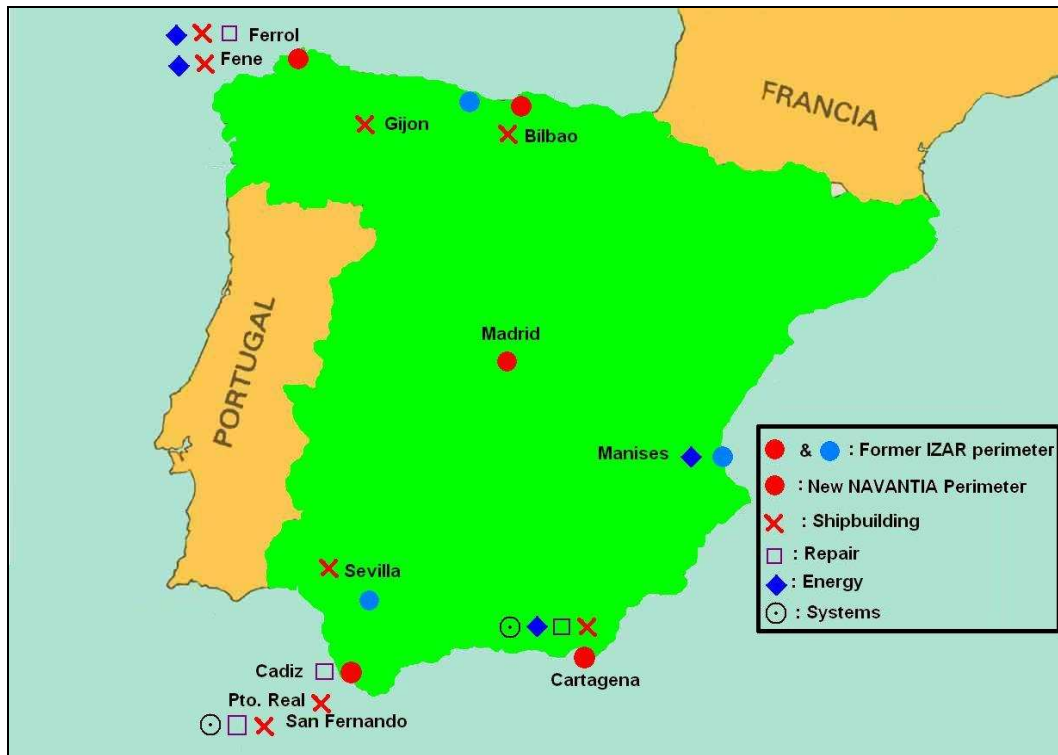 Ferrol
Fene
FRANCIA
Gijon
Bilbao
PORTUGAL
Madrid
Manises
& : Former IZAR perimeter
: New NAVANTIA Perimeter
: Shipbuilding
: Repair
: Energy
: Systems
Sevilla
Cadiz
Cartagena
Pto. Real
San Fernando